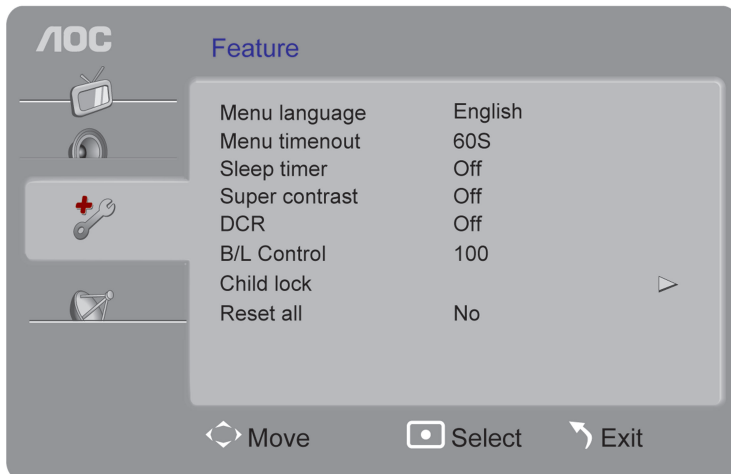 AOC
Feature
Menu language English
Menu timenout 60S
Sleep timer Off
Super contrast Off
DCR Off
B/L Control 100
Child lock
Reset all No
Move Select Exit